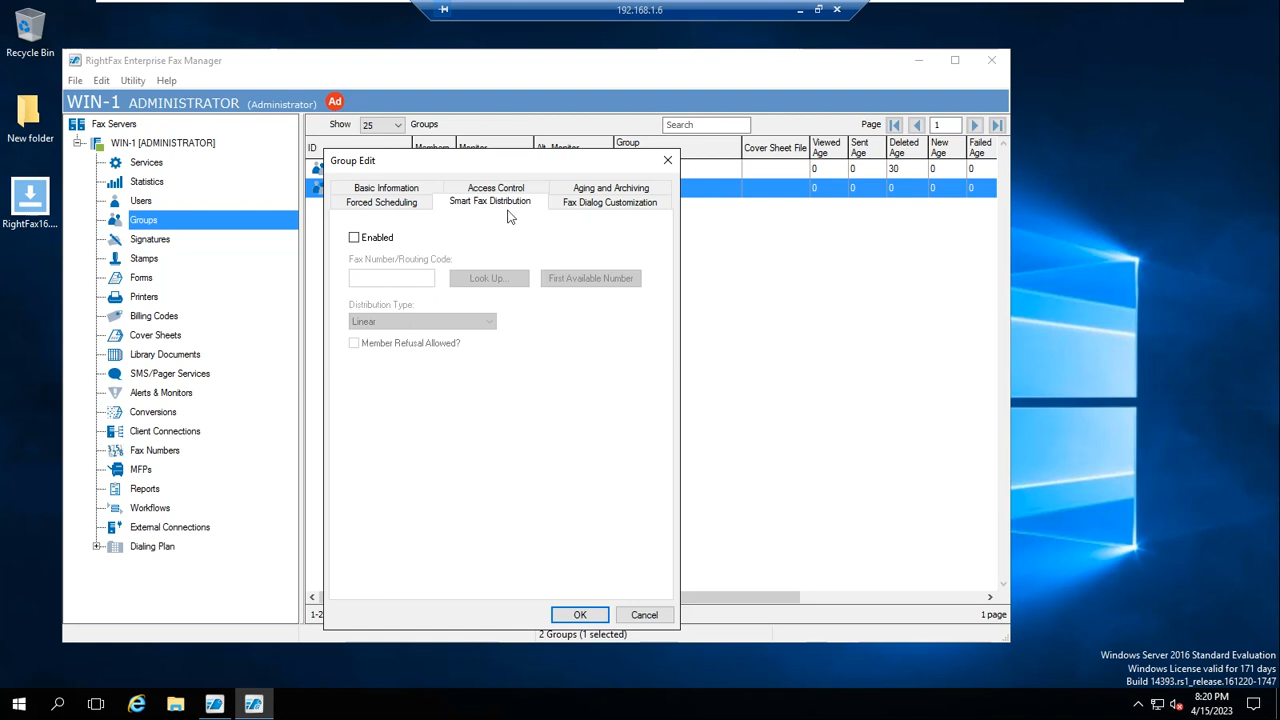 192.168.1.6
Recycle Bin
New folder
RightFax16....
RightFax Enterprise Fax Manager
File Edit Utility Help
WIN-1 ADMINISTRATOR (Administrator) Ad
Fax Servers
WIN-1 [ADMINISTRATOR]
Services
Statistics
Users
Groups
Signatures
Stamps
Forms
Printers
Billing Codes
Cover Sheets
Library Documents
SMS/Pager Services
Alerts & Monitors
Conversions
Client Connections
Fax Numbers
MFPs
Reports
Workflows
External Connections
Dialing Plan
Show 25 Groups Search Page 1
ID Members Monitor Alt. Monitor Group Cover Sheet File Viewed Age Sent Age Deleted Age New Age Failed Age
0 0 30 0 0
0 0 0 0 0
Group Edit
Basic Information Access Control Aging and Archiving
Forced Scheduling Smart Fax Distribution Fax Dialog Customization
Enabled
Fax Number/Routing Code:
Look Up... First Available Number
Distribution Type:
Linear
Member Refusal Allowed?
OK Cancel
1-2
1 page
2 Groups (1 selected)
Windows Server 2016 Standard Evaluation
Windows License valid for 171 days
Build 14393.rs1_release.161220-1747
8:20 PM
4/15/2023